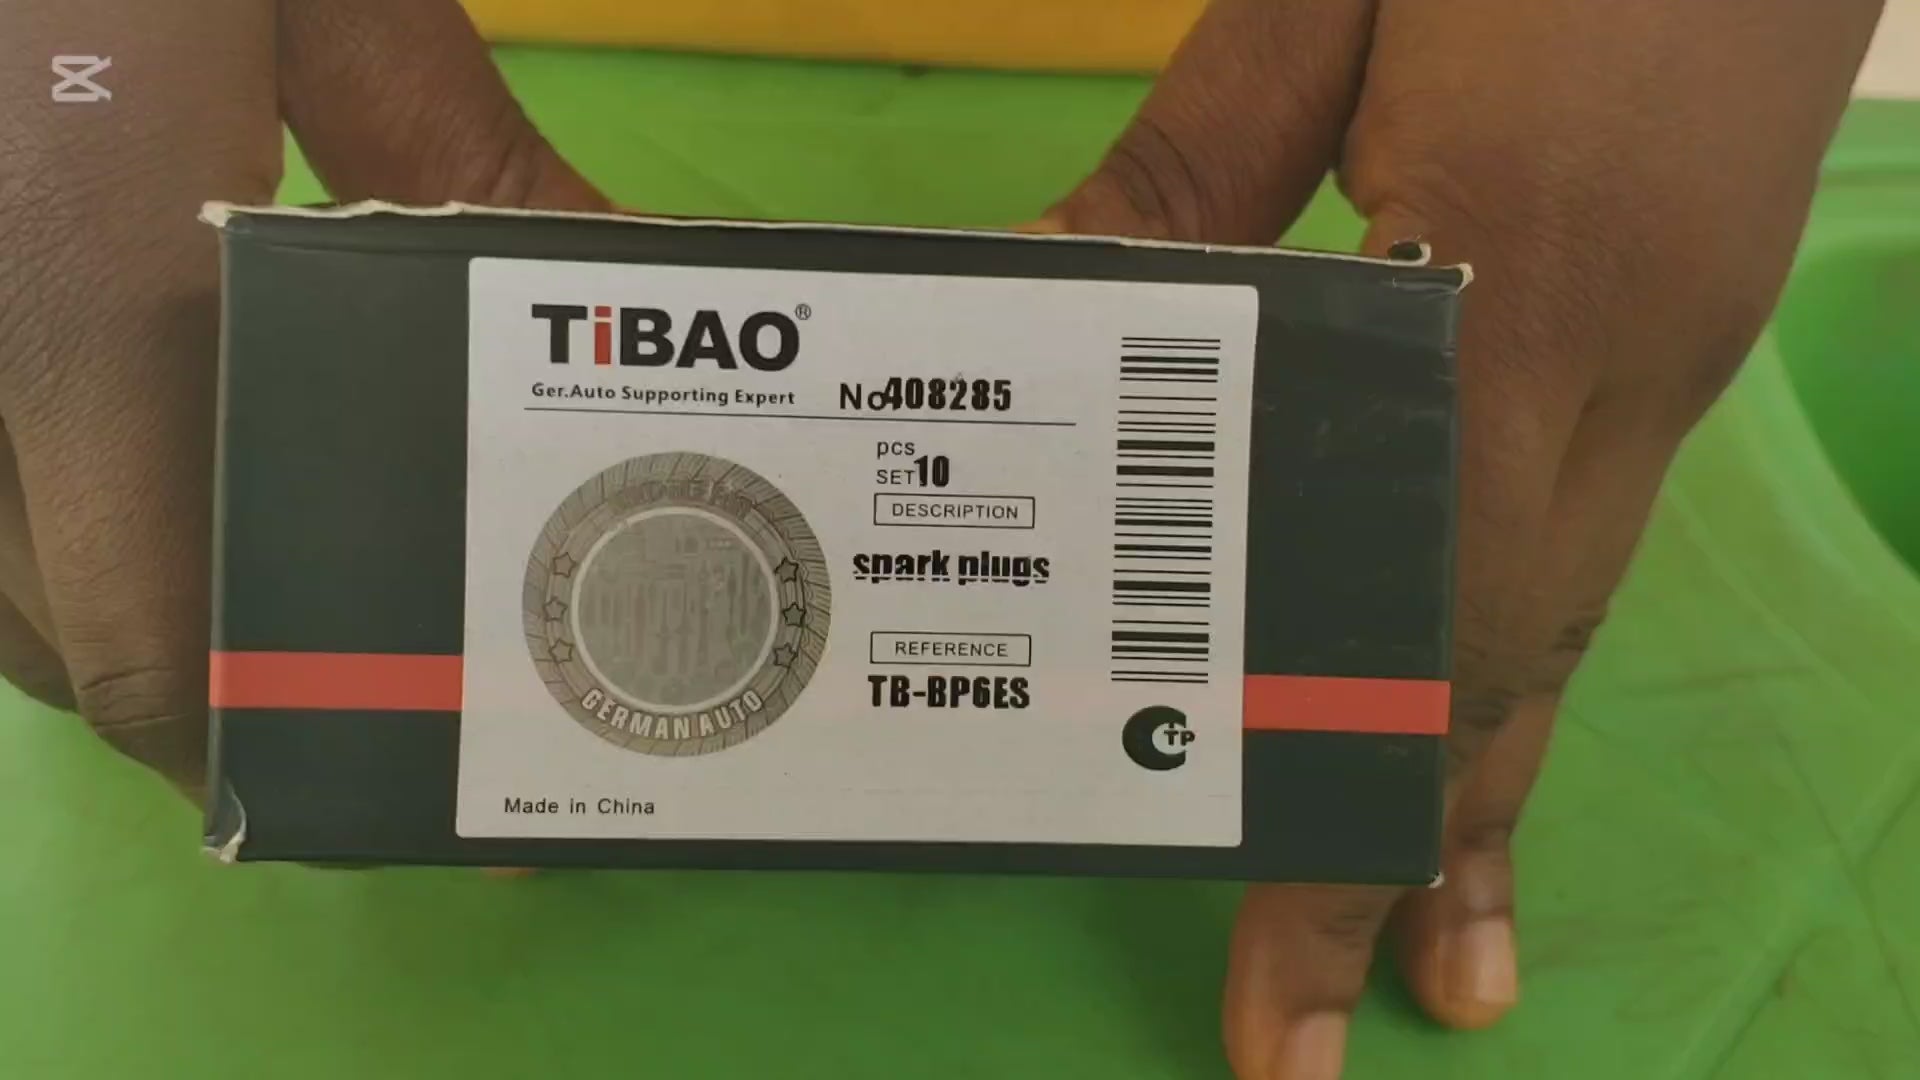 TiBAO®
Ger.Auto Supporting Expert
No408285
pcs
SET10
DESCRIPTION
spark plugs
REFERENCE
TB-BP6ES
GERMAN AUTO
TP
Made in China